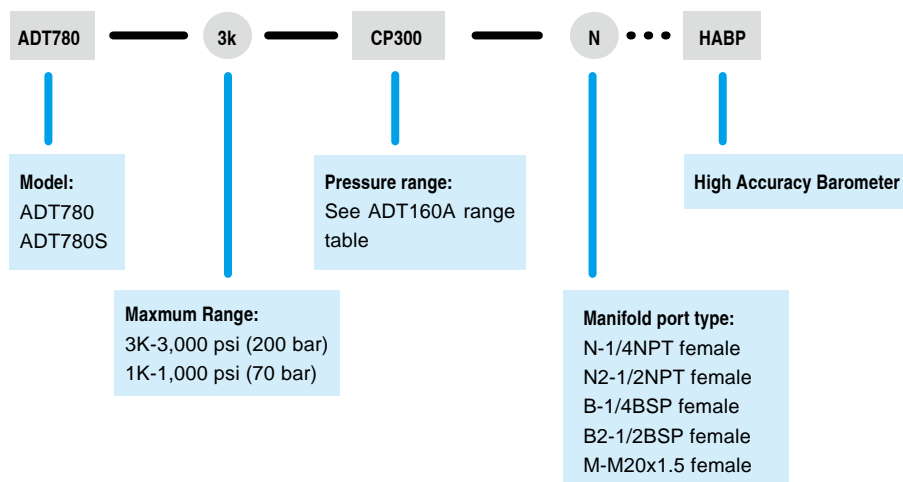 ADT780
3k
CP300
N
HABP
Model:
ADT780
ADT780S
Pressure range:
See ADT160A range
table
High Accuracy Barometer
Maxmum Range:
3K-3,000 psi (200 bar)
1K-1,000 psi (70 bar)
Manifold port type:
N-1/4NPT female
N2-1/2NPT female
B-1/4BSP female
B2-1/2BSP female
M-M20x1.5 female